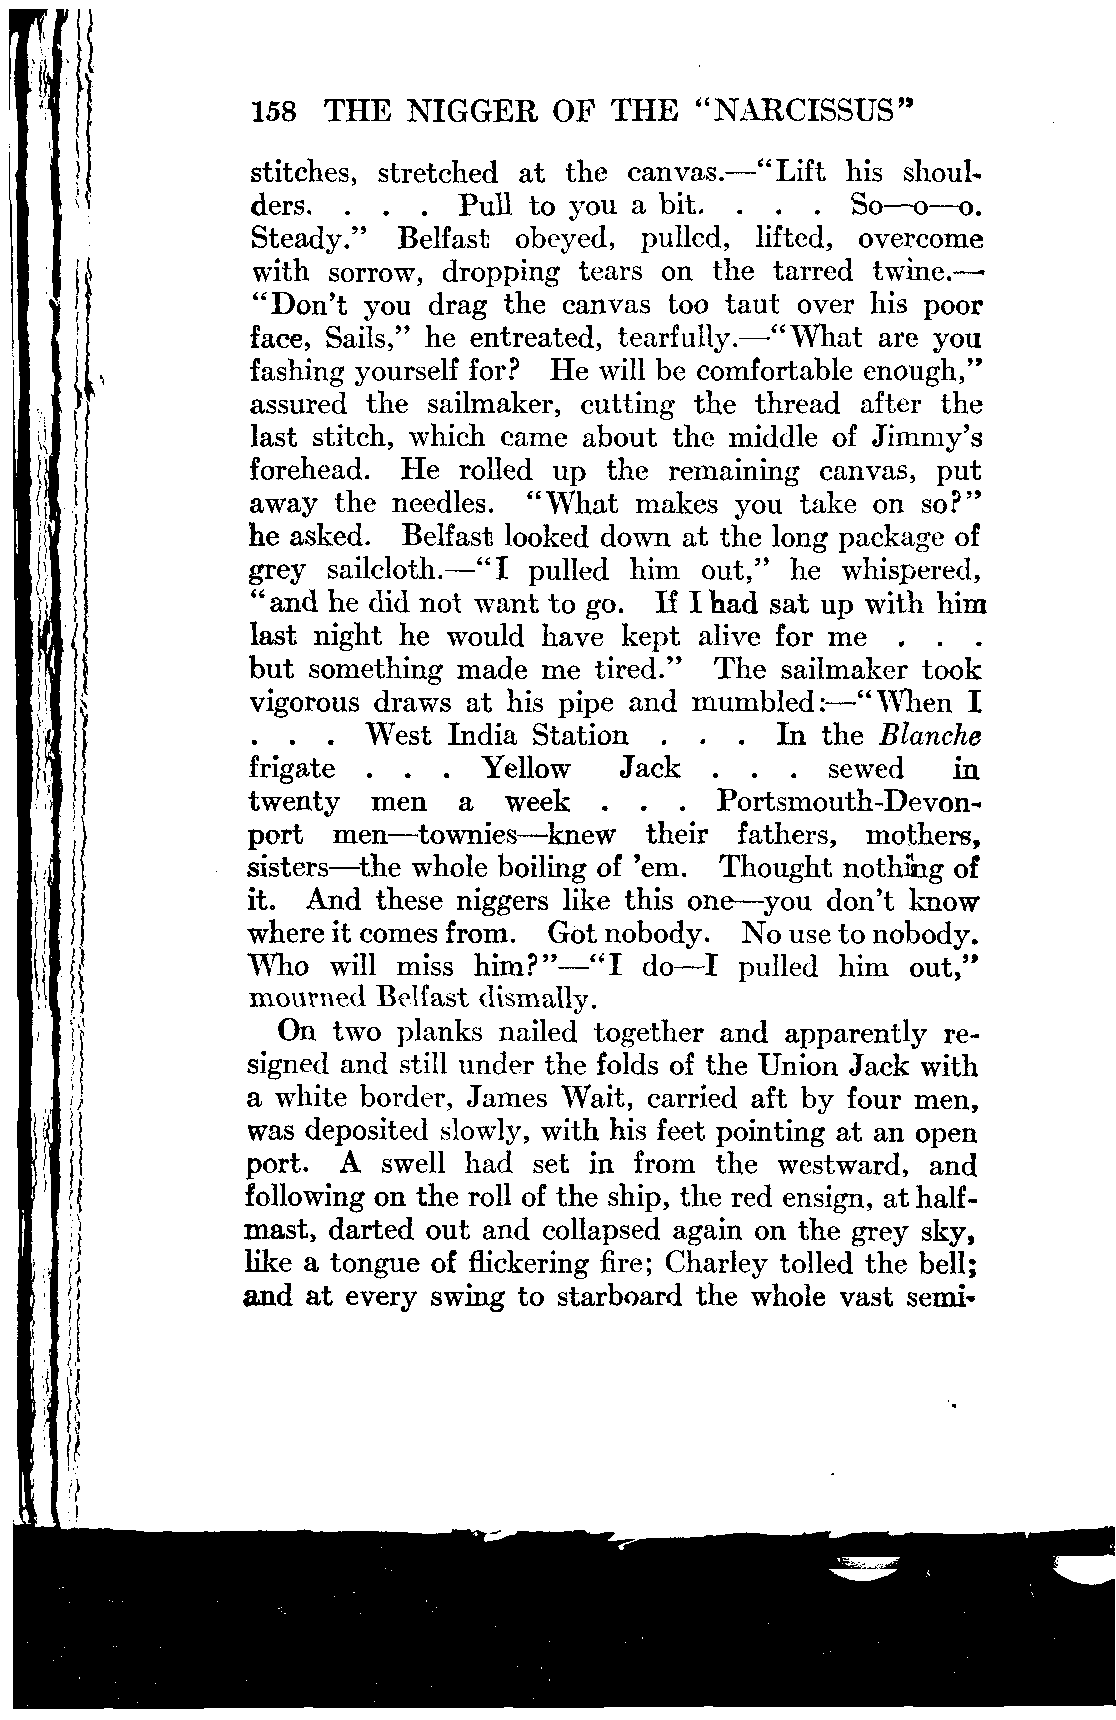 158 THE NIGGER OF THE “NARCISSUS”
stitches, stretched at the canvas.—“Lift his shoul-
ders. . . . Pull to you a bit. . . . So—o—o.
Steady.” Belfast obeyed, pulled, lifted, overcome
with sorrow, dropping tears on the tarred twine.—
“Don’t you drag the canvas too taut over his poor
face, Sails,” he entreated, tearfully.—“What are you
fashing yourself for? He will be comfortable enough,”
assured the sailmaker, cutting the thread after the
last stitch, which came about the middle of Jimmy’s
forehead. He rolled up the remaining canvas, put
away the needles. “What makes you take on so?”
he asked. Belfast looked down at the long package of
grey sailcloth.—“I pulled him out,” he whispered,
“and he did not want to go. If I had sat up with him
last night he would have kept alive for me . . .
but something made me tired.” The sailmaker took
vigorous draws at his pipe and mumbled:—“When I
. . . West India Station . . . In the Blanche
frigate . . . Yellow Jack . . . sewed in
twenty men a week . . . Portsmouth-Devon-
port men—townies—knew their fathers, mothers,
sisters—the whole boiling of ’em. Thought nothing of
it. And these niggers like this one—you don’t know
where it comes from. Got nobody. No use to nobody.
Who will miss him?”—“I do—I pulled him out,”
mourned Belfast dismally.
On two planks nailed together and apparently re-
signed and still under the folds of the Union Jack with
a white border, James Wait, carried aft by four men,
was deposited slowly, with his feet pointing at an open
port. A swell had set in from the westward, and
following on the roll of the ship, the red ensign, at half-
mast, darted out and collapsed again on the grey sky,
like a tongue of flickering fire; Charley tolled the bell;
and at every swing to starboard the whole vast semi-